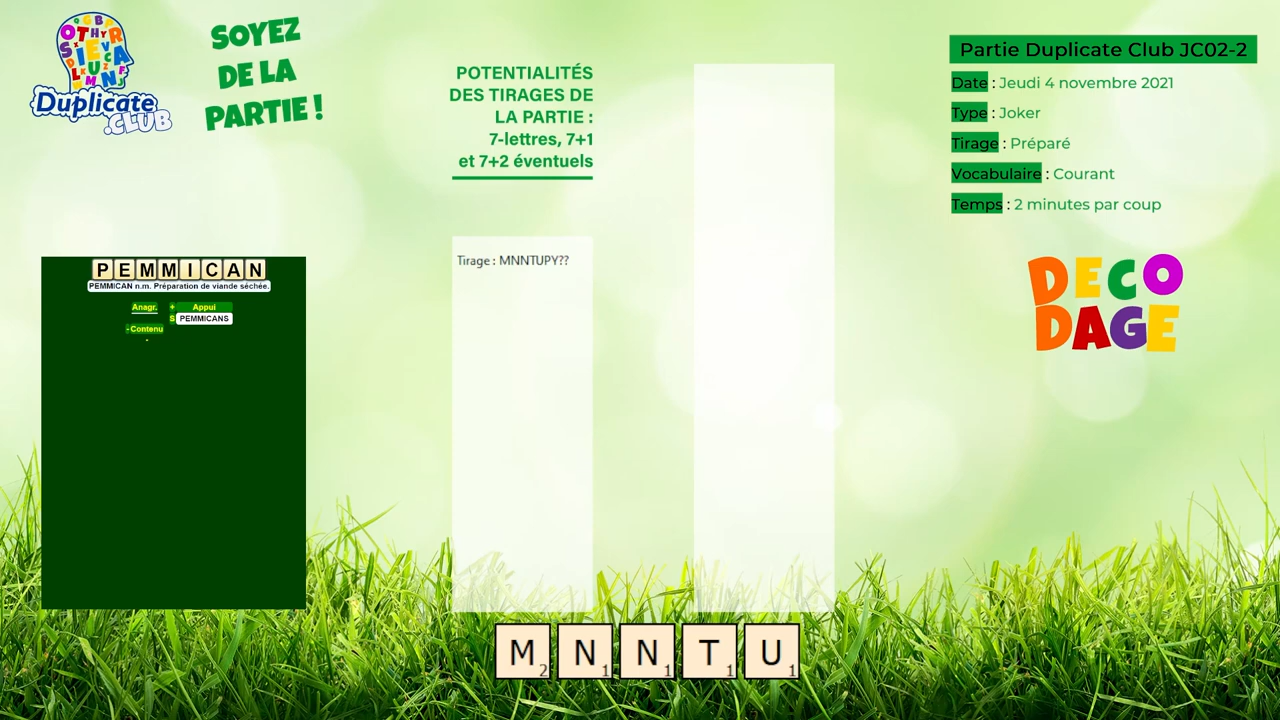 Duplicate
.CLUB
SOYEZ
DE LA
PARTIE !
POTENTIALITÉS
DES TIRAGES DE
LA PARTIE :
7-lettres, 7+1
et 7+2 éventuels
Partie Duplicate Club JC02-2
Date : Jeudi 4 novembre 2021
Type : Joker
Tirage : Préparé
Vocabulaire : Courant
Temps : 2 minutes par coup
PEMMICAN
PEMMICAN n.m. Préparation de viande séchée.
Anagr. + Appui
S PEMMICANS
- Contenu
Tirage : MNNTUPY??
DECO
DAGE
M2 N1 N1 T1 U1